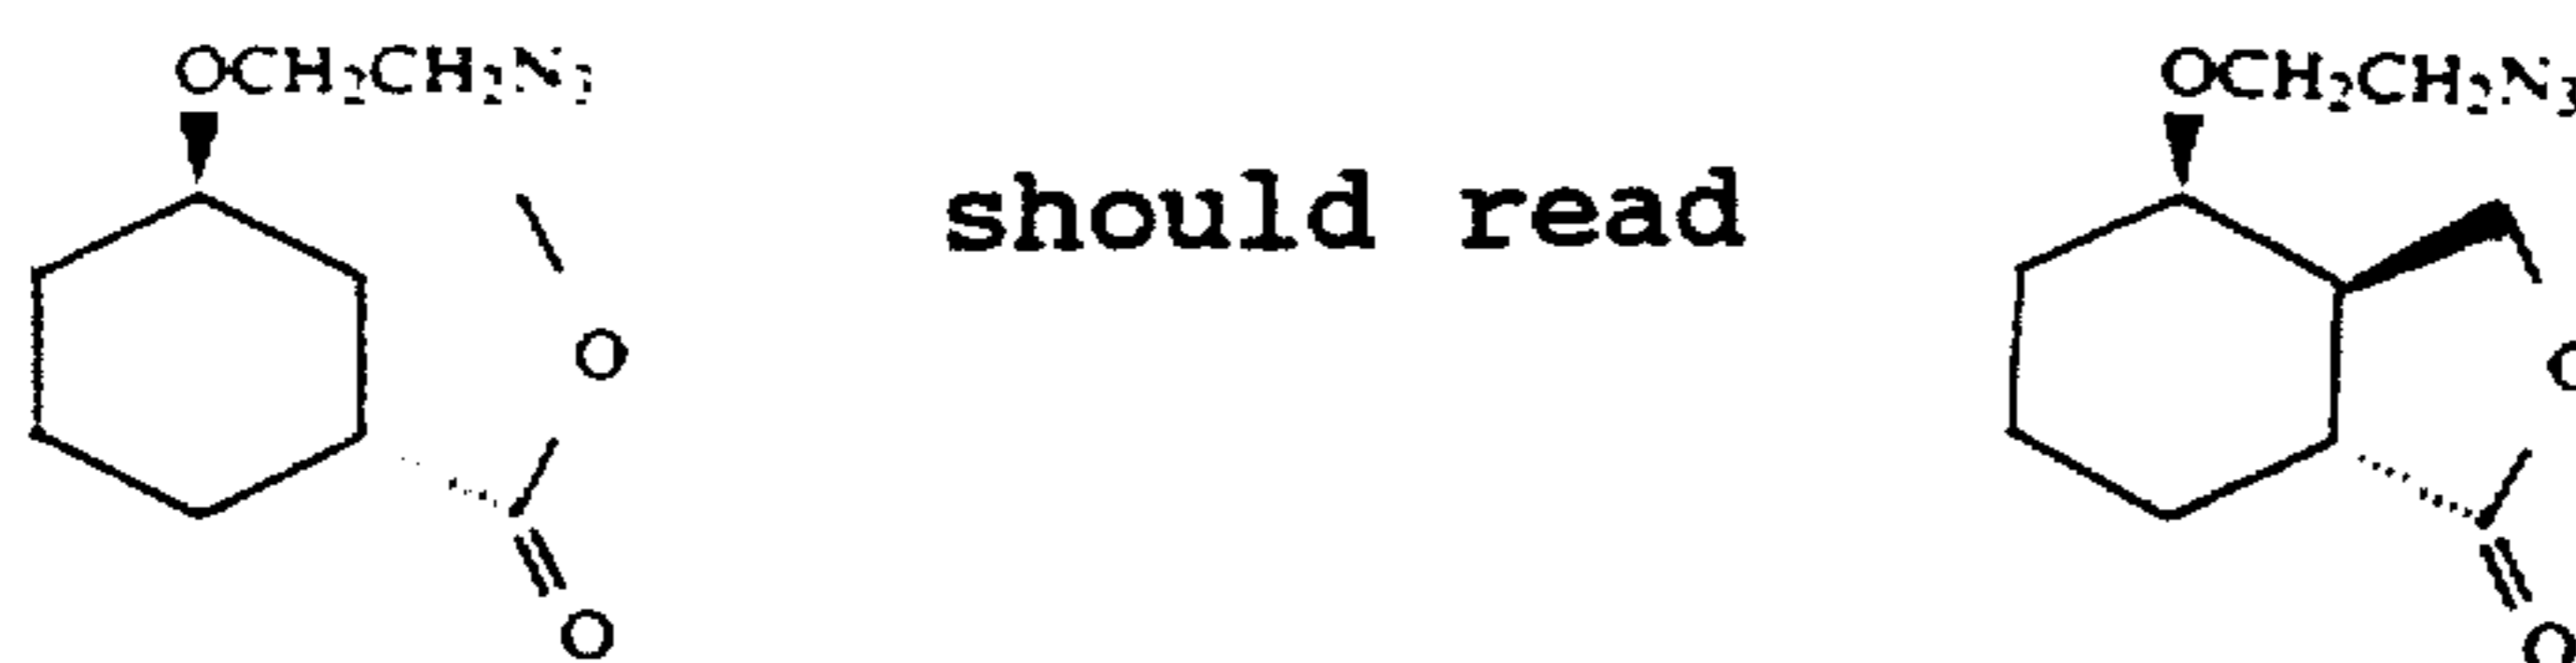 OCH₂CH₂N₃ OCH₂CH₂N₃
should read
O O
O O